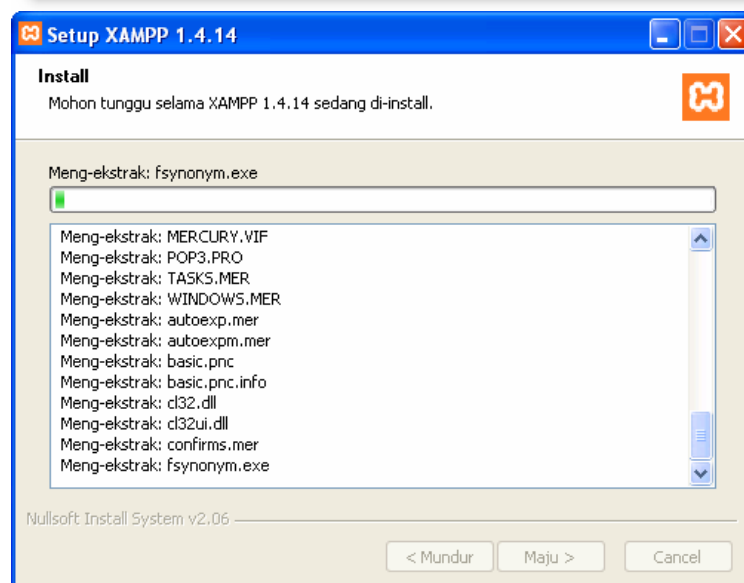 Setup XAMPP 1.4.14
Install
Mohon tunggu selama XAMPP 1.4.14 sedang di-install.
Meng-ekstrak: fsynonym.exe
Meng-ekstrak: MERCURY.VIF
Meng-ekstrak: POP3.PRO
Meng-ekstrak: TASKS.MER
Meng-ekstrak: WINDOWS.MER
Meng-ekstrak: autoexp.mer
Meng-ekstrak: autoexpm.mer
Meng-ekstrak: basic.pnc
Meng-ekstrak: basic.pnc.info
Meng-ekstrak: cl32.dll
Meng-ekstrak: cl32ui.dll
Meng-ekstrak: confirms.mer
Meng-ekstrak: fsynonym.exe
Nullsoft Install System v2.06
< Mundur Maju > Cancel